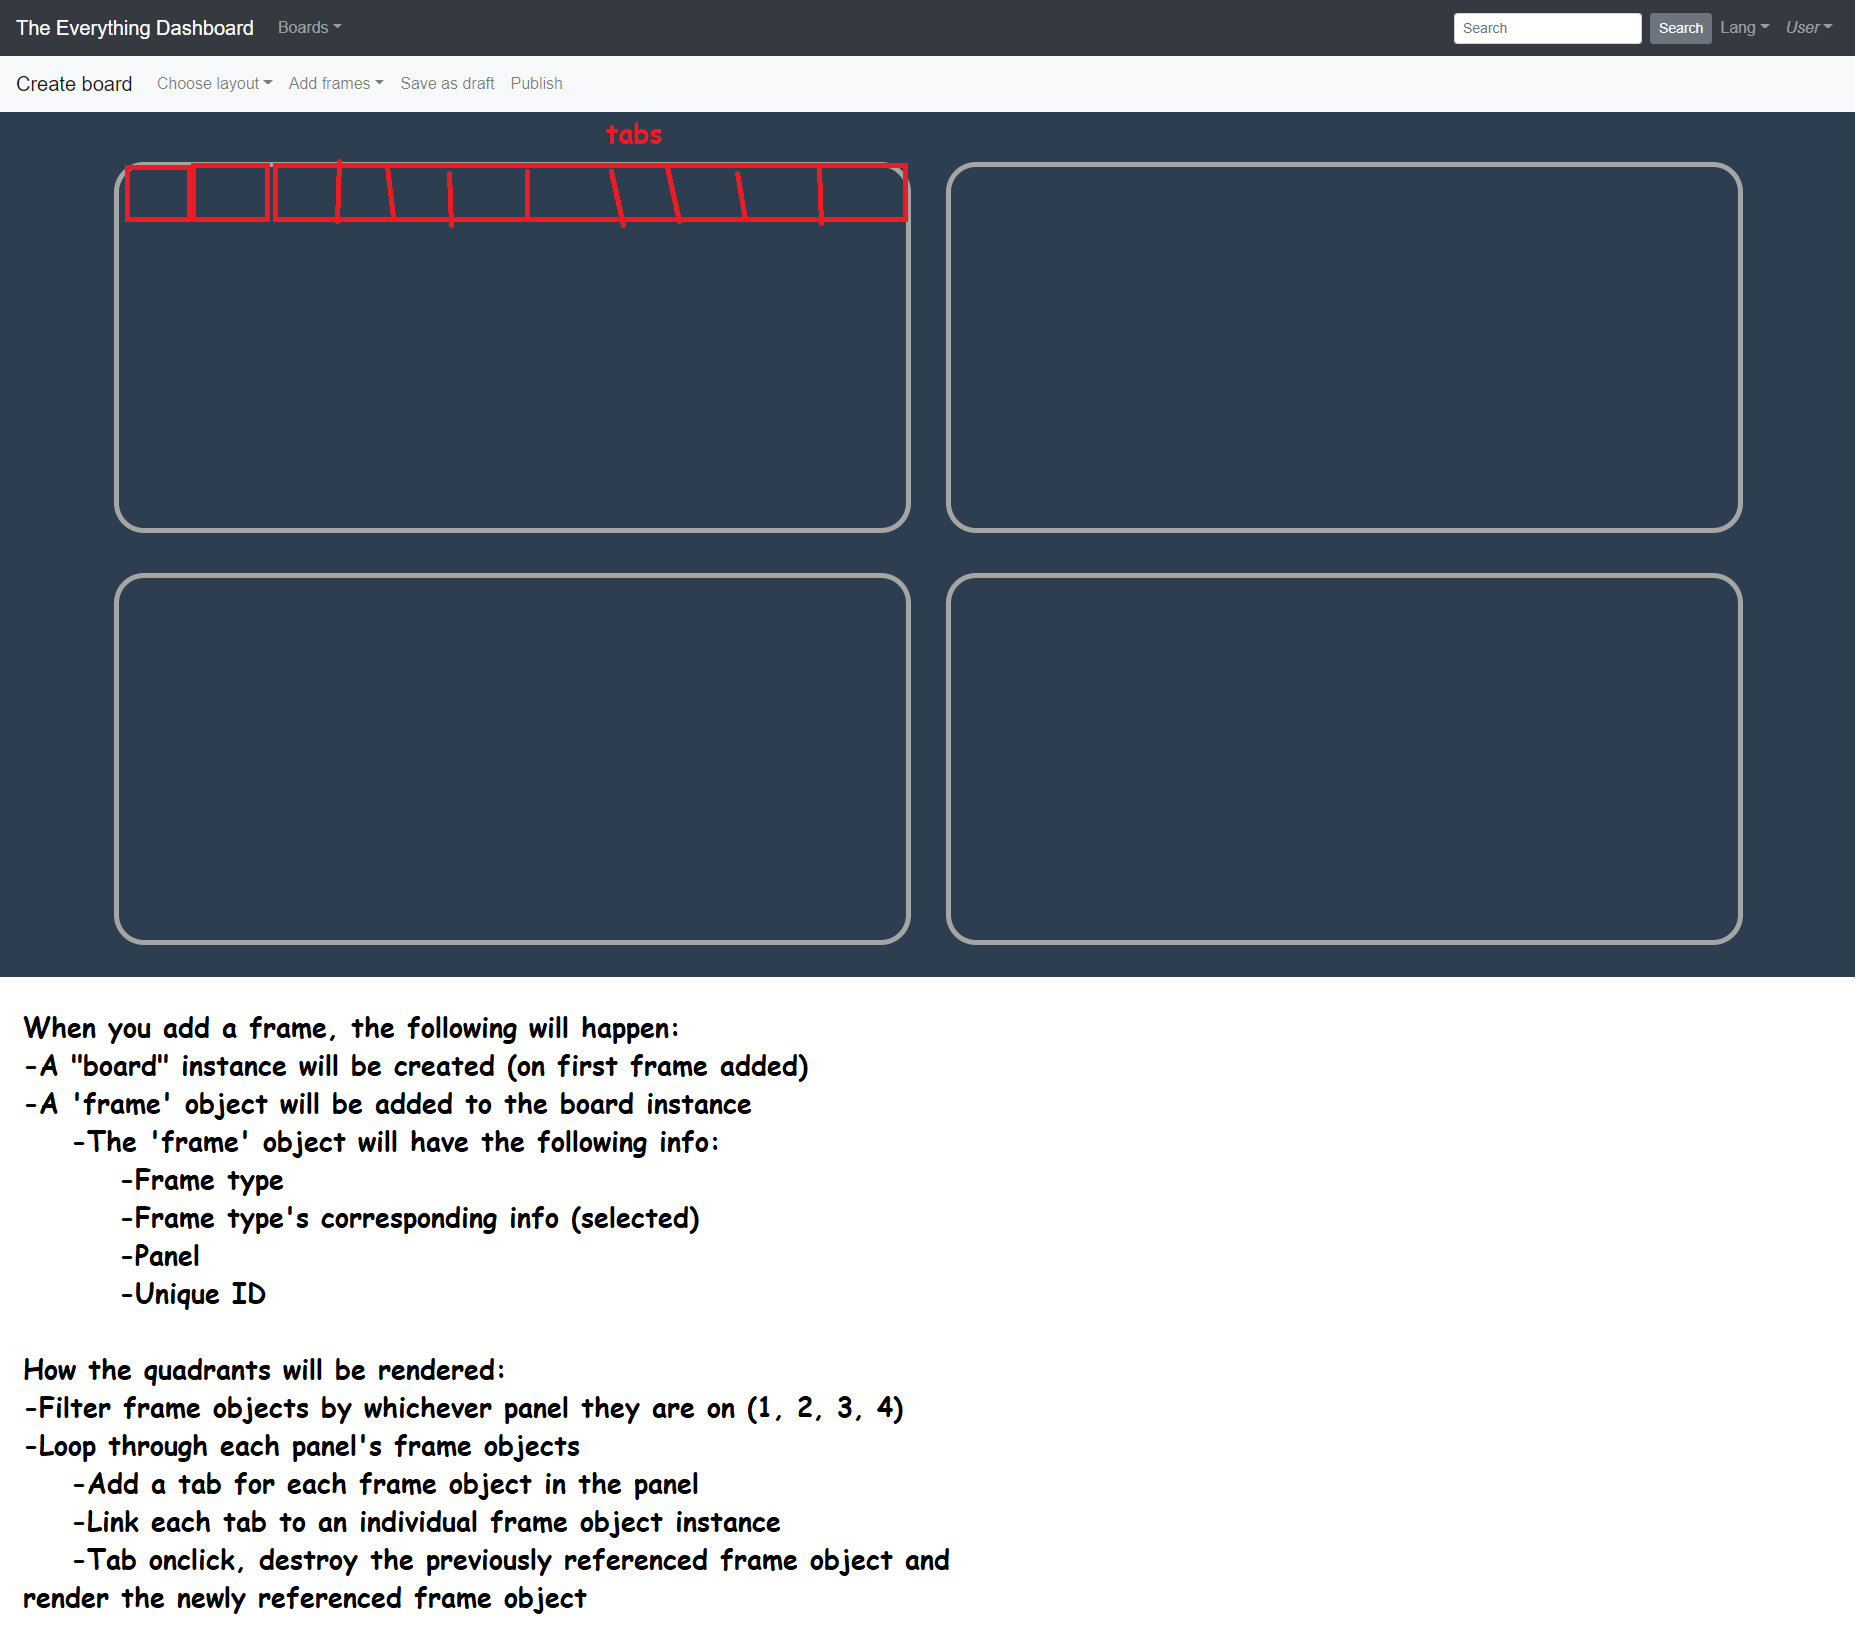 The Everything Dashboard Boards Search Search Lang User
Create board Choose layout Add frames Save as draft Publish
tabs
When you add a frame, the following will happen:
-A "board" instance will be created (on first frame added)
-A 'frame' object will be added to the board instance
-The 'frame' object will have the following info:
-Frame type
-Frame type's corresponding info (selected)
-Panel
-Unique ID
How the quadrants will be rendered:
-Filter frame objects by whichever panel they are on (1, 2, 3, 4)
-Loop through each panel's frame objects
-Add a tab for each frame object in the panel
-Link each tab to an individual frame object instance
-Tab onclick, destroy the previously referenced frame object and
render the newly referenced frame object